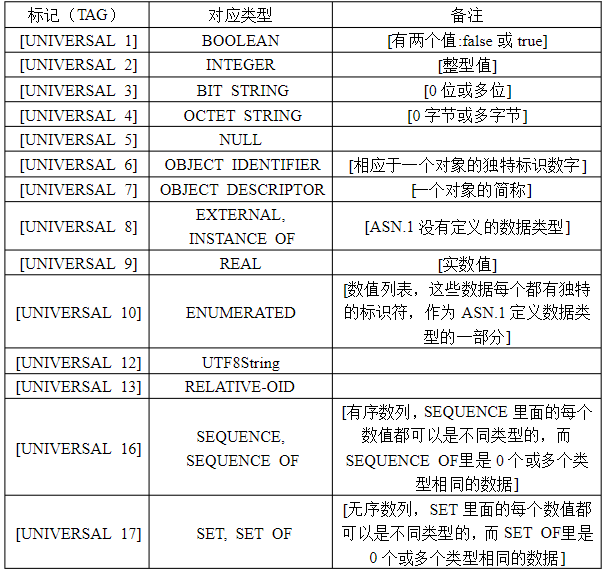 标记（TAG） 对应类型 备注
[UNIVERSAL 1] BOOLEAN [有两个值:false 或 true]
[UNIVERSAL 2] INTEGER [整型值]
[UNIVERSAL 3] BIT STRING [0 位或多位]
[UNIVERSAL 4] OCTET STRING [0 字节或多字节]
[UNIVERSAL 5] NULL
[UNIVERSAL 6] OBJECT IDENTIFIER [相应于一个对象的独特标识数字]
[UNIVERSAL 7] OBJECT DESCRIPTOR [一个对象的简称]
[UNIVERSAL 8] EXTERNAL,
INSTANCE OF [ASN.1 没有定义的数据类型]
[UNIVERSAL 9] REAL [实数值]
[UNIVERSAL 10] ENUMERATED [数值列表，这些数据每个都有独特
的标识符，作为 ASN.1 定义数据类
型的一部分]
[UNIVERSAL 12] UTF8String
[UNIVERSAL 13] RELATIVE-OID
[UNIVERSAL 16] SEQUENCE,
SEQUENCE OF [有序数列，SEQUENCE 里面的每个
数值都可以是不同类型的，而
SEQUENCE OF里是 0 个或多个类
型相同的数据]
[UNIVERSAL 17] SET, SET OF [无序数列，SET 里面的每个数值都
可以是不同类型的，而 SET OF里是
0 个或多个类型相同的数据]